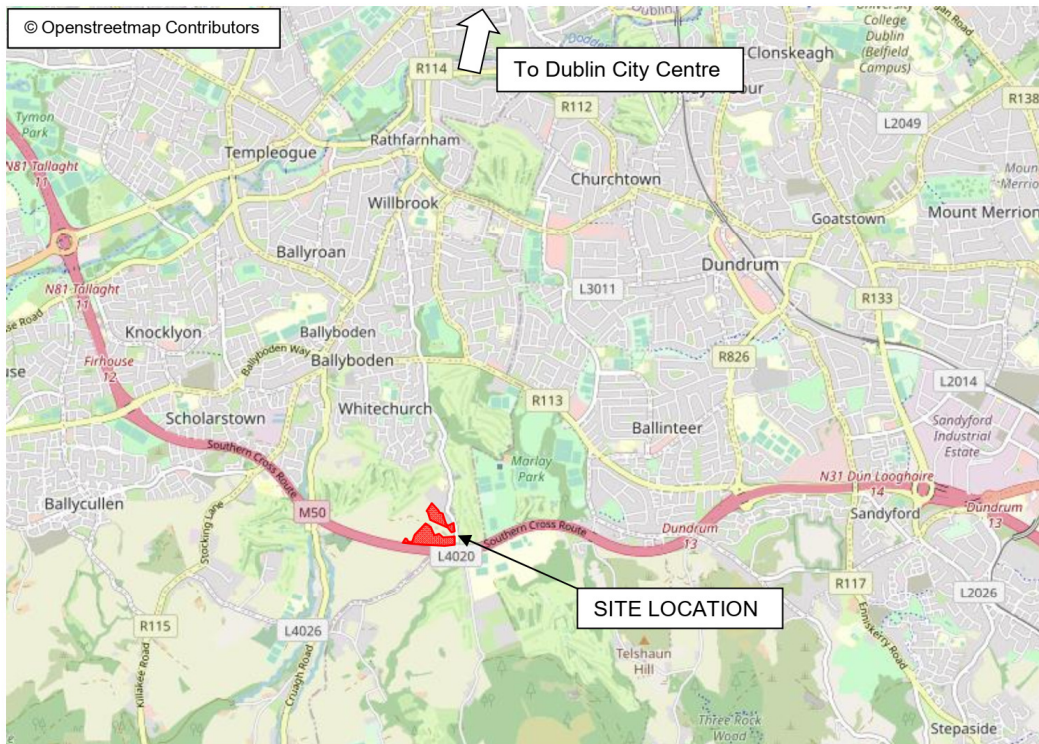 © Openstreetmap Contributors
To Dublin City Centre
Clonskeagh
College
Dublin
(Belfield
Campus)
R114
R112
R138
L2049
Tymon
Park
Rathfarnham
Templeogue
N81 Tallaght
11
Churchtown
Willbrook
Goatstown
Mount Merrion
Ballyroan
Dundrum
L3011
N81 Tallaght
11
R133
Knocklyon
Ballyboden
Firhouse
12
Ballyboden Way
Ballyboden
R826
L2014
Scholarstown
Whitechurch
R113
Ballinteer
Sandyford
Industrial
Estate
Southern Cross Route
Marlay
Park
N31 Dún Laoghaire
14
Ballycullen
Stocking Lane
M50
Southern Cross Route
Dundrum
13
Sandyford
Dundrum
13
L4020
R117
L2026
SITE LOCATION
R115
L4026
Telshaun
Hill
Enniskerry Road
Killakee Road
Cruagh Road
Three Rock
Wood
Stepaside